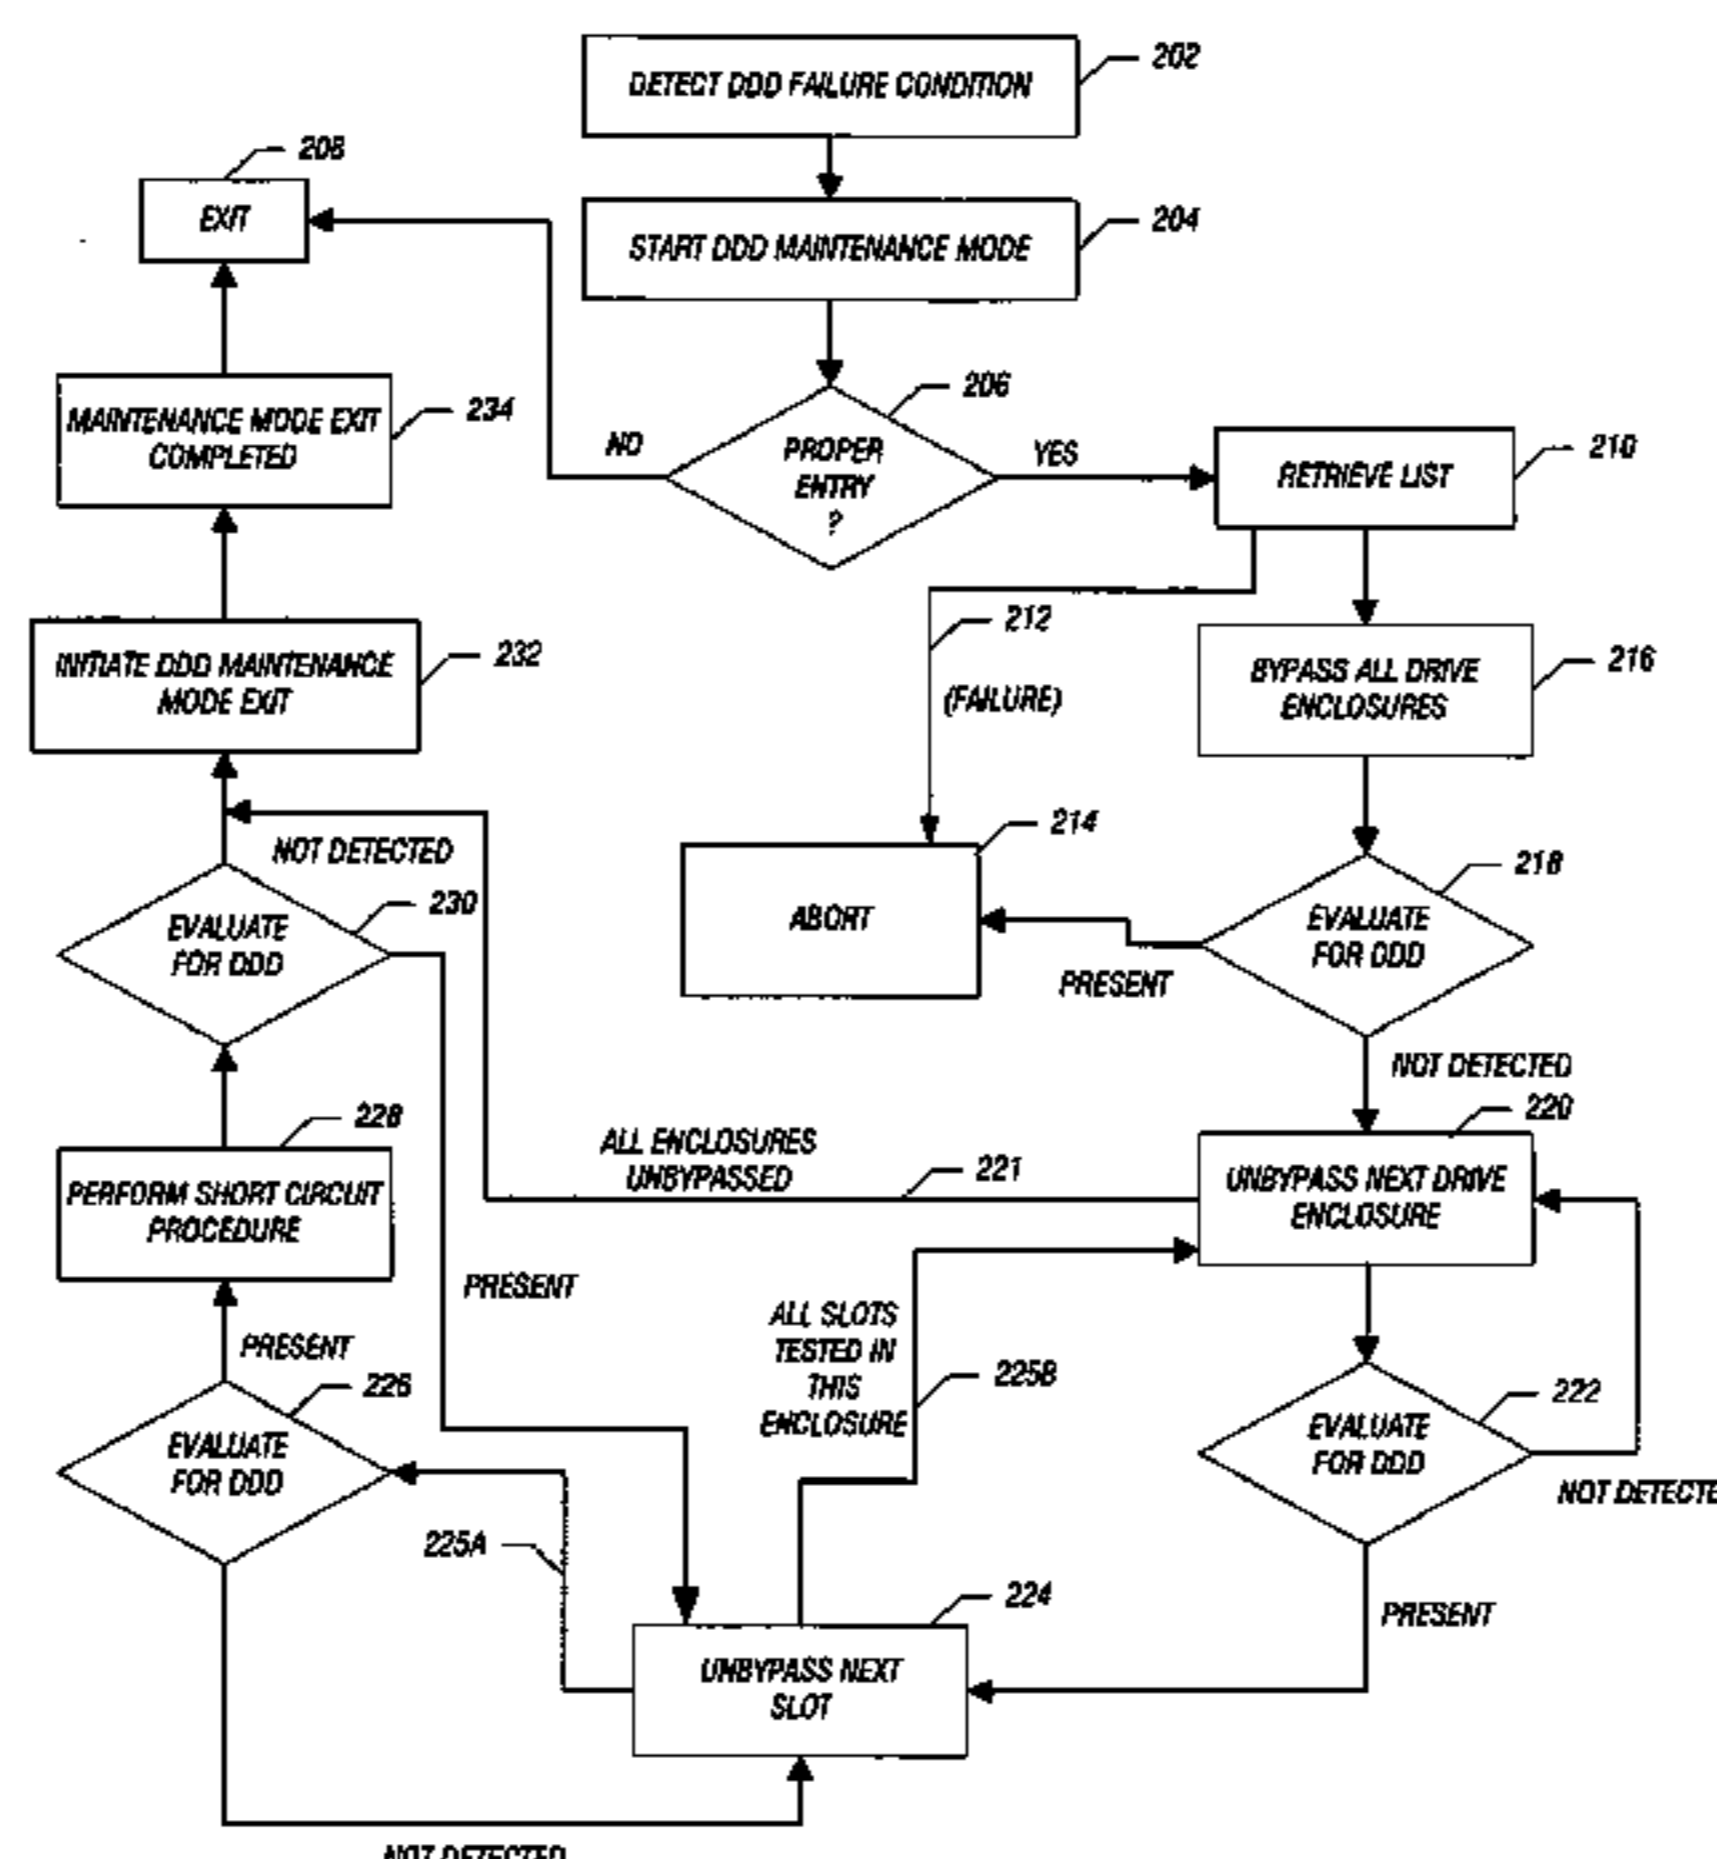 DETECT DDD FAILURE CONDITION
202
208
EXIT
START DDD MAINTENANCE MODE
204
206
MAINTENANCE MODE EXIT
COMPLETED
234
NO
PROPER
ENTRY
?
YES
RETRIEVE LIST
210
212
(FAILURE)
INITIATE DDD MAINTENANCE
MODE EXIT
232
BYPASS ALL DRIVE
ENCLOSURES
216
NOT DETECTED
214
ABORT
218
EVALUATE
FOR DDD
PRESENT
230
EVALUATE
FOR DDD
NOT DETECTED
220
228
PERFORM SHORT CIRCUIT
PROCEDURE
ALL ENCLOSURES
UNBYPASSED
221
UNBYPASS NEXT DRIVE
ENCLOSURE
PRESENT
PRESENT
226
EVALUATE
FOR DDD
ALL SLOTS
TESTED IN
THIS
ENCLOSURE
225B
222
EVALUATE
FOR DDD
NOT DETECTE
225A
224
PRESENT
UNBYPASS NEXT
SLOT
NOT DETECTED